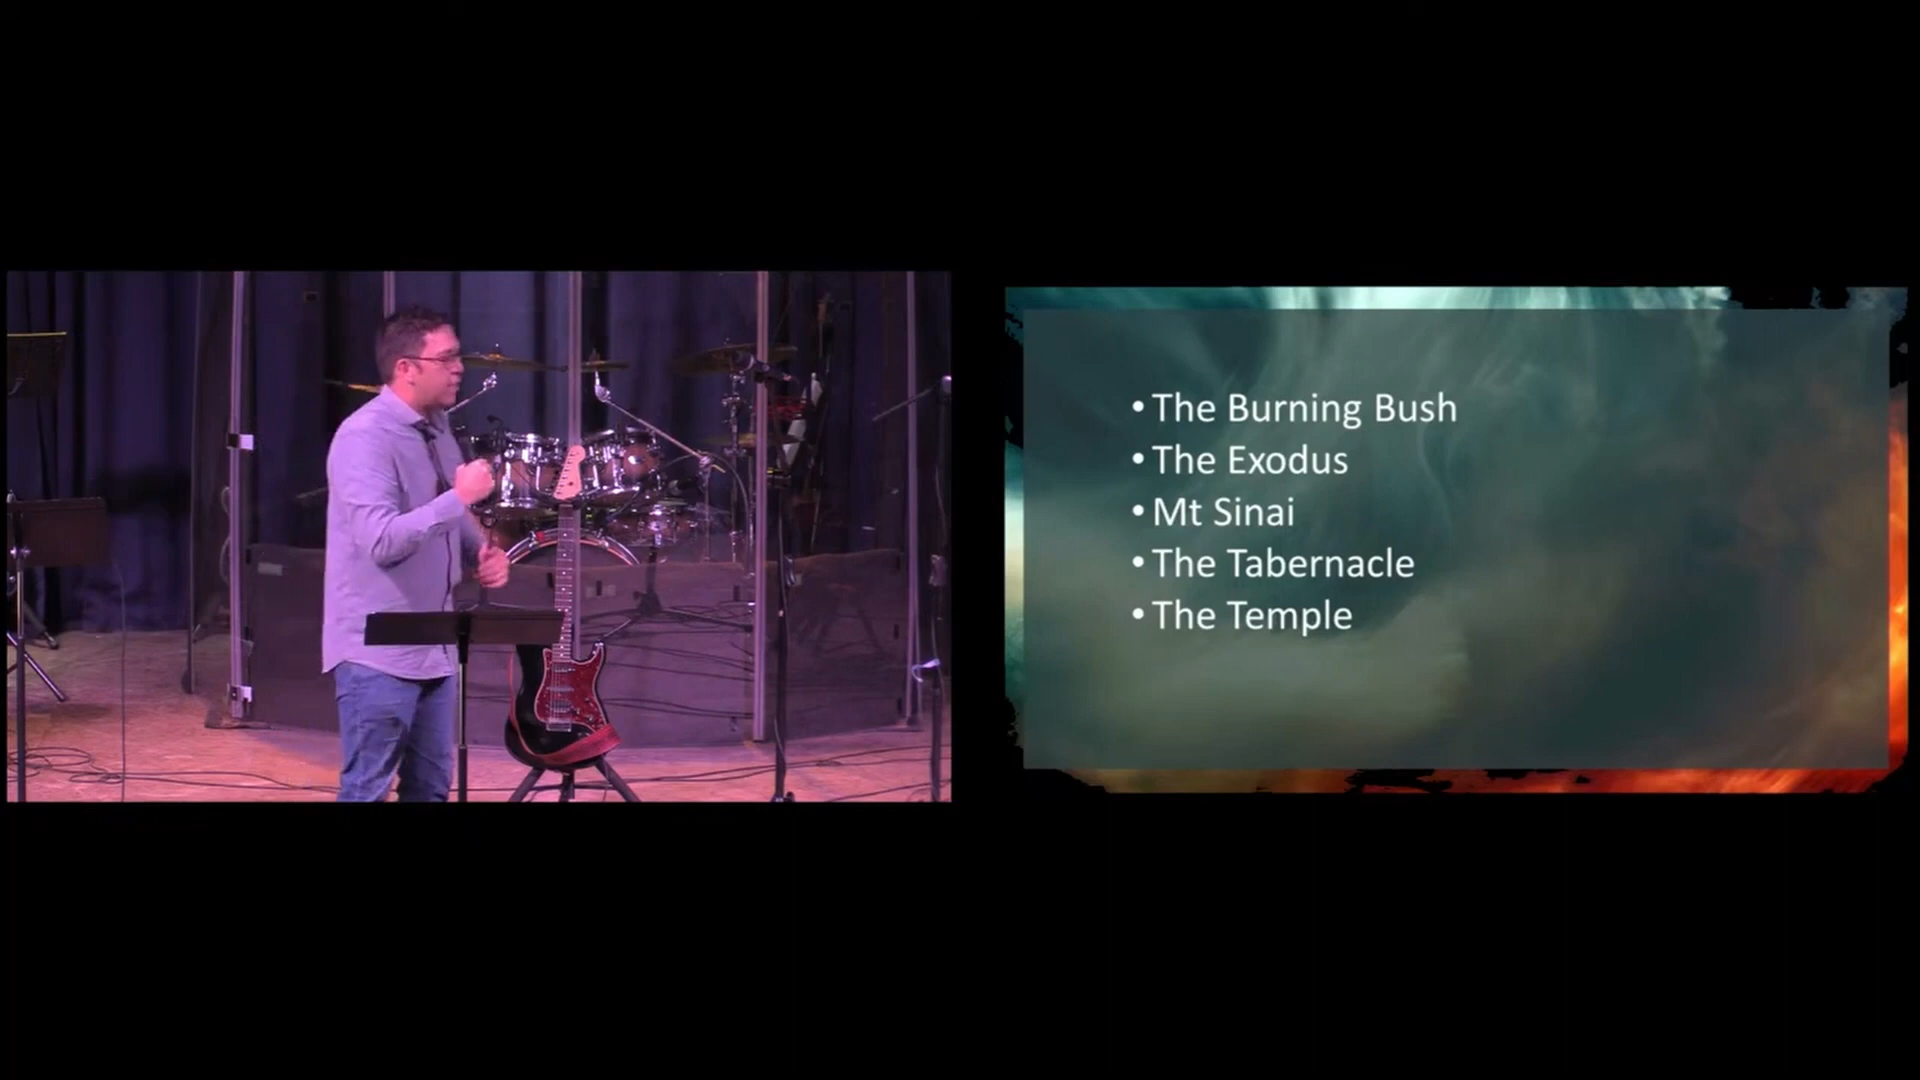 • The Burning Bush
• The Exodus
• Mt Sinai
• The Tabernacle
• The Temple